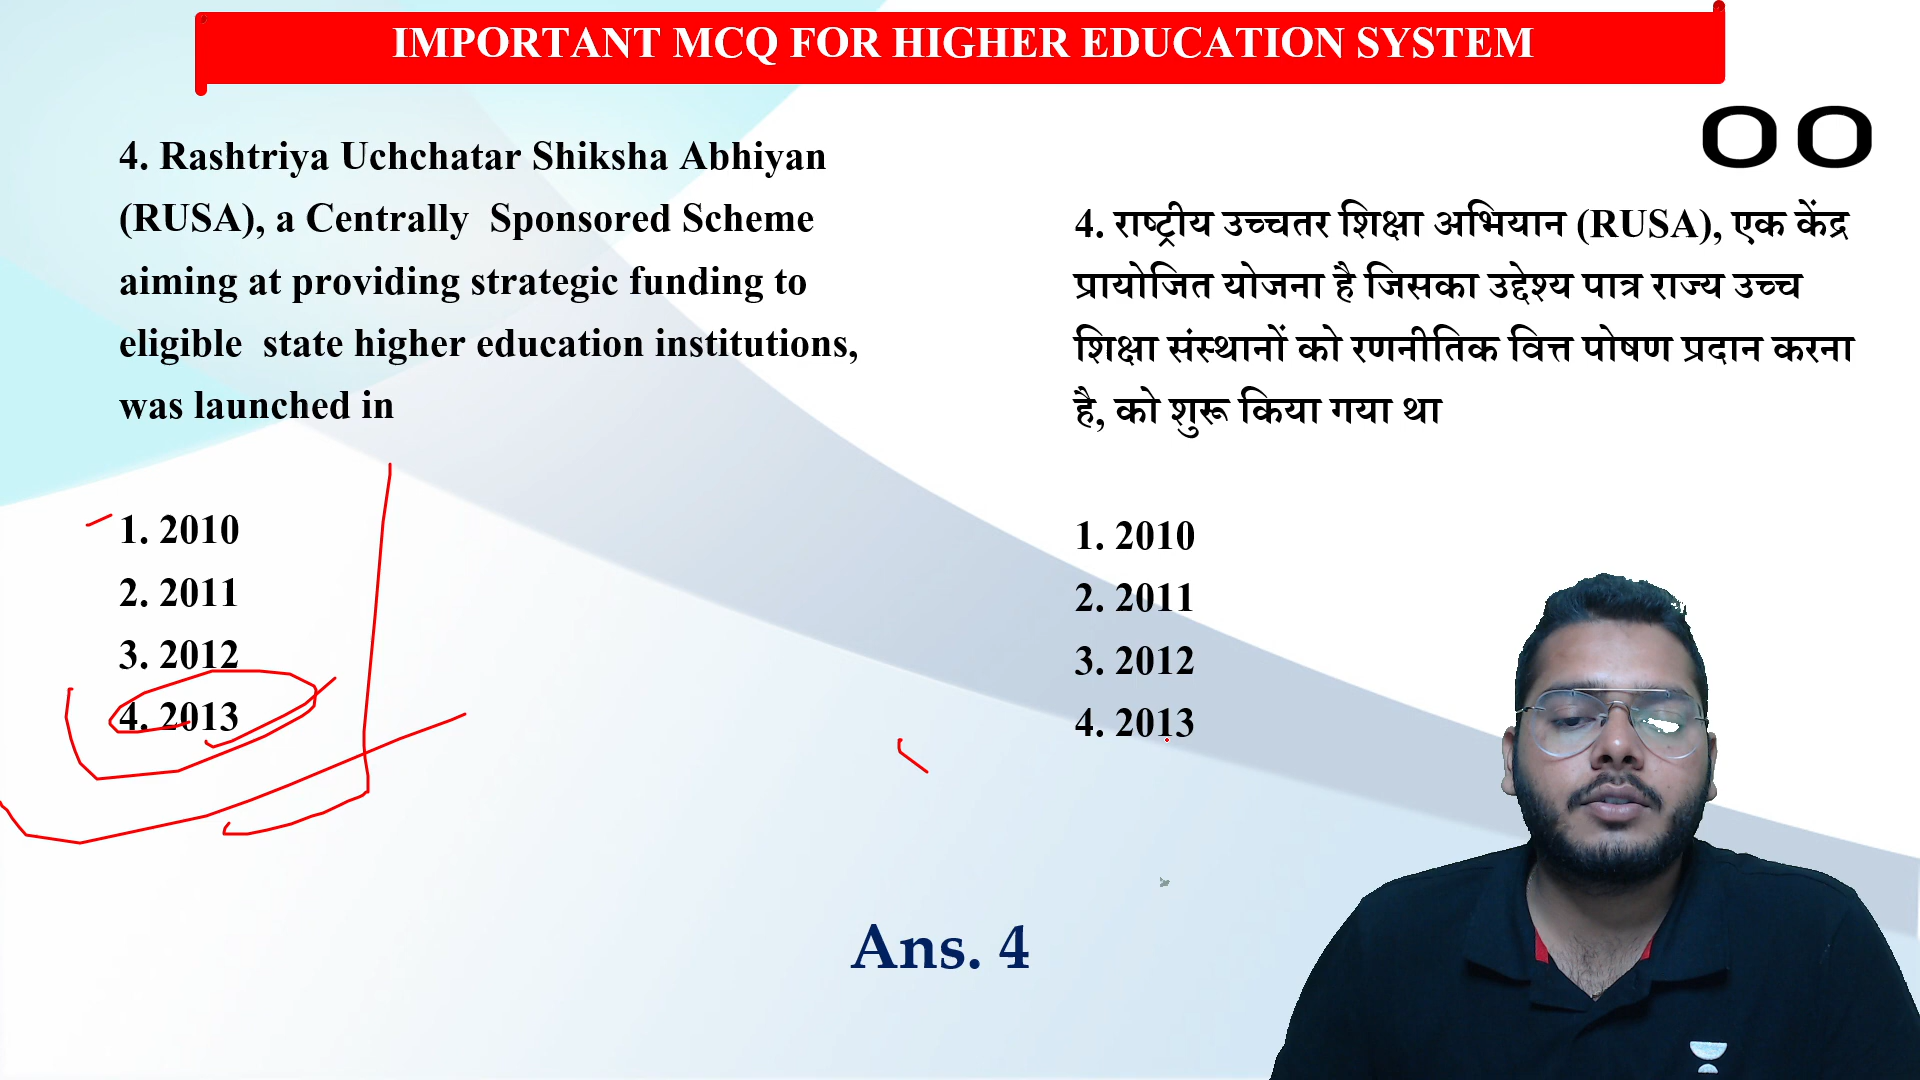 IMPORTANT MCQ FOR HIGHER EDUCATION SYSTEM
00
4. Rashtriya Uchchatar Shiksha Abhiyan
(RUSA), a Centrally Sponsored Scheme
aiming at providing strategic funding to
eligible state higher education institutions,
was launched in
1. 2010
2. 2011
3. 2012
4. 2013
4. राष्ट्रीय उच्चतर शिक्षा अभियान (RUSA), एक केंद्र
प्रायोजित योजना है जिसका उद्देश्य पात्र राज्य उच्च
शिक्षा संस्थानों को रणनीतिक वित्त पोषण प्रदान करना
है, को शुरू किया गया था
1. 2010
2. 2011
3. 2012
4. 2013
Ans. 4